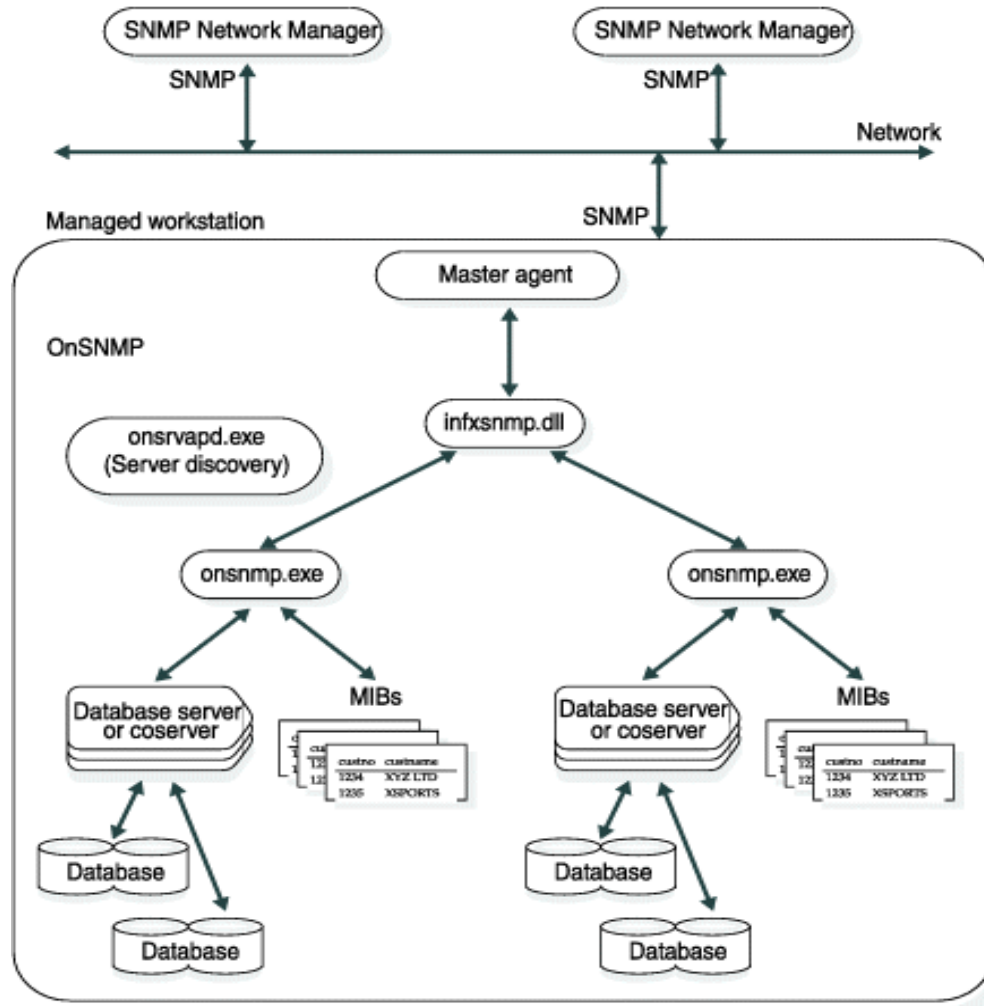 SNMP Network Manager
SNMP Network Manager
SNMP
SNMP
Network
SNMP
Managed workstation
Master agent
OnSNMP
infxsnmp.dll
onsrvapd.exe
(Server discovery)
onsnmp.exe
onsnmp.exe
Database server
or coserver
MIBs
custno custname
1234 XYZ LTD
1235 XSPORTS
Database server
or coserver
MIBs
custno custname
1234 XYZ LTD
1235 XSPORTS
Database
Database
Database
Database